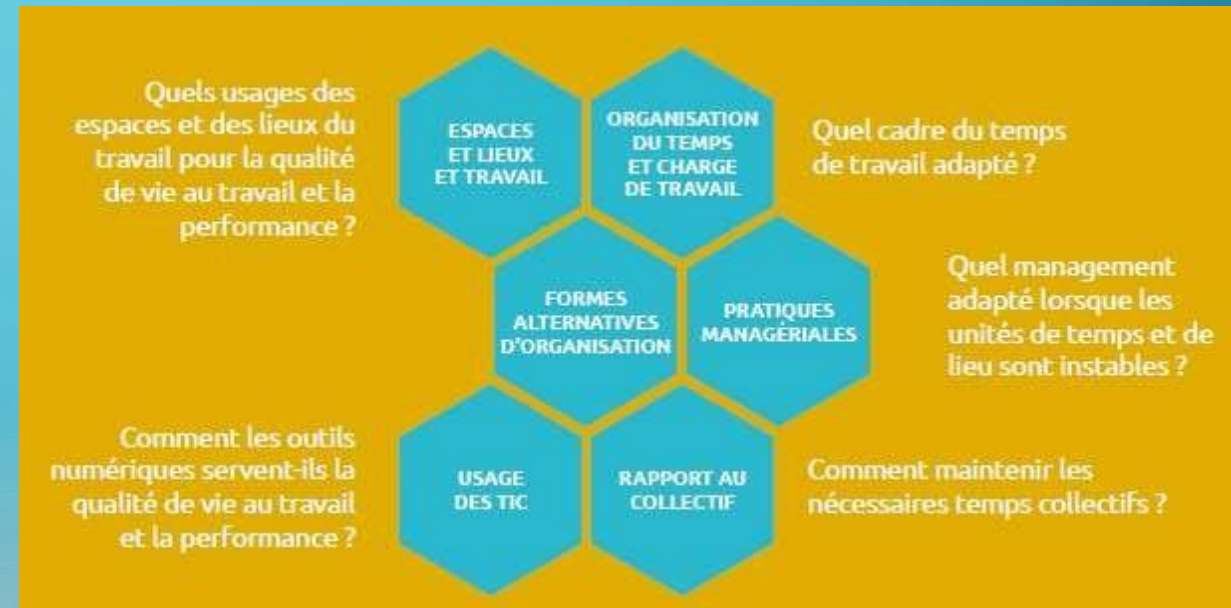 Quels usages des
espaces et des lieux du
travail pour la qualité
de vie au travail et la
performance ?
ESPACES
ET LIEUX
ET TRAVAIL
ORGANISATION
DU TEMPS
ET CHARGE
DE TRAVAIL
Quel cadre du temps
de travail adapté ?
FORMES
ALTERNATIVES
D'ORGANISATION
PRATIQUES
MANAGÉRIALES
Quel management
adapté lorsque les
unités de temps et de
lieu sont instables ?
Comment les outils
numériques servent-ils la
qualité de vie au travail
et la performance ?
USAGE
DES TIC
RAPPORT AU
COLLECTIF
Comment maintenir les
nécessaires temps collectifs ?